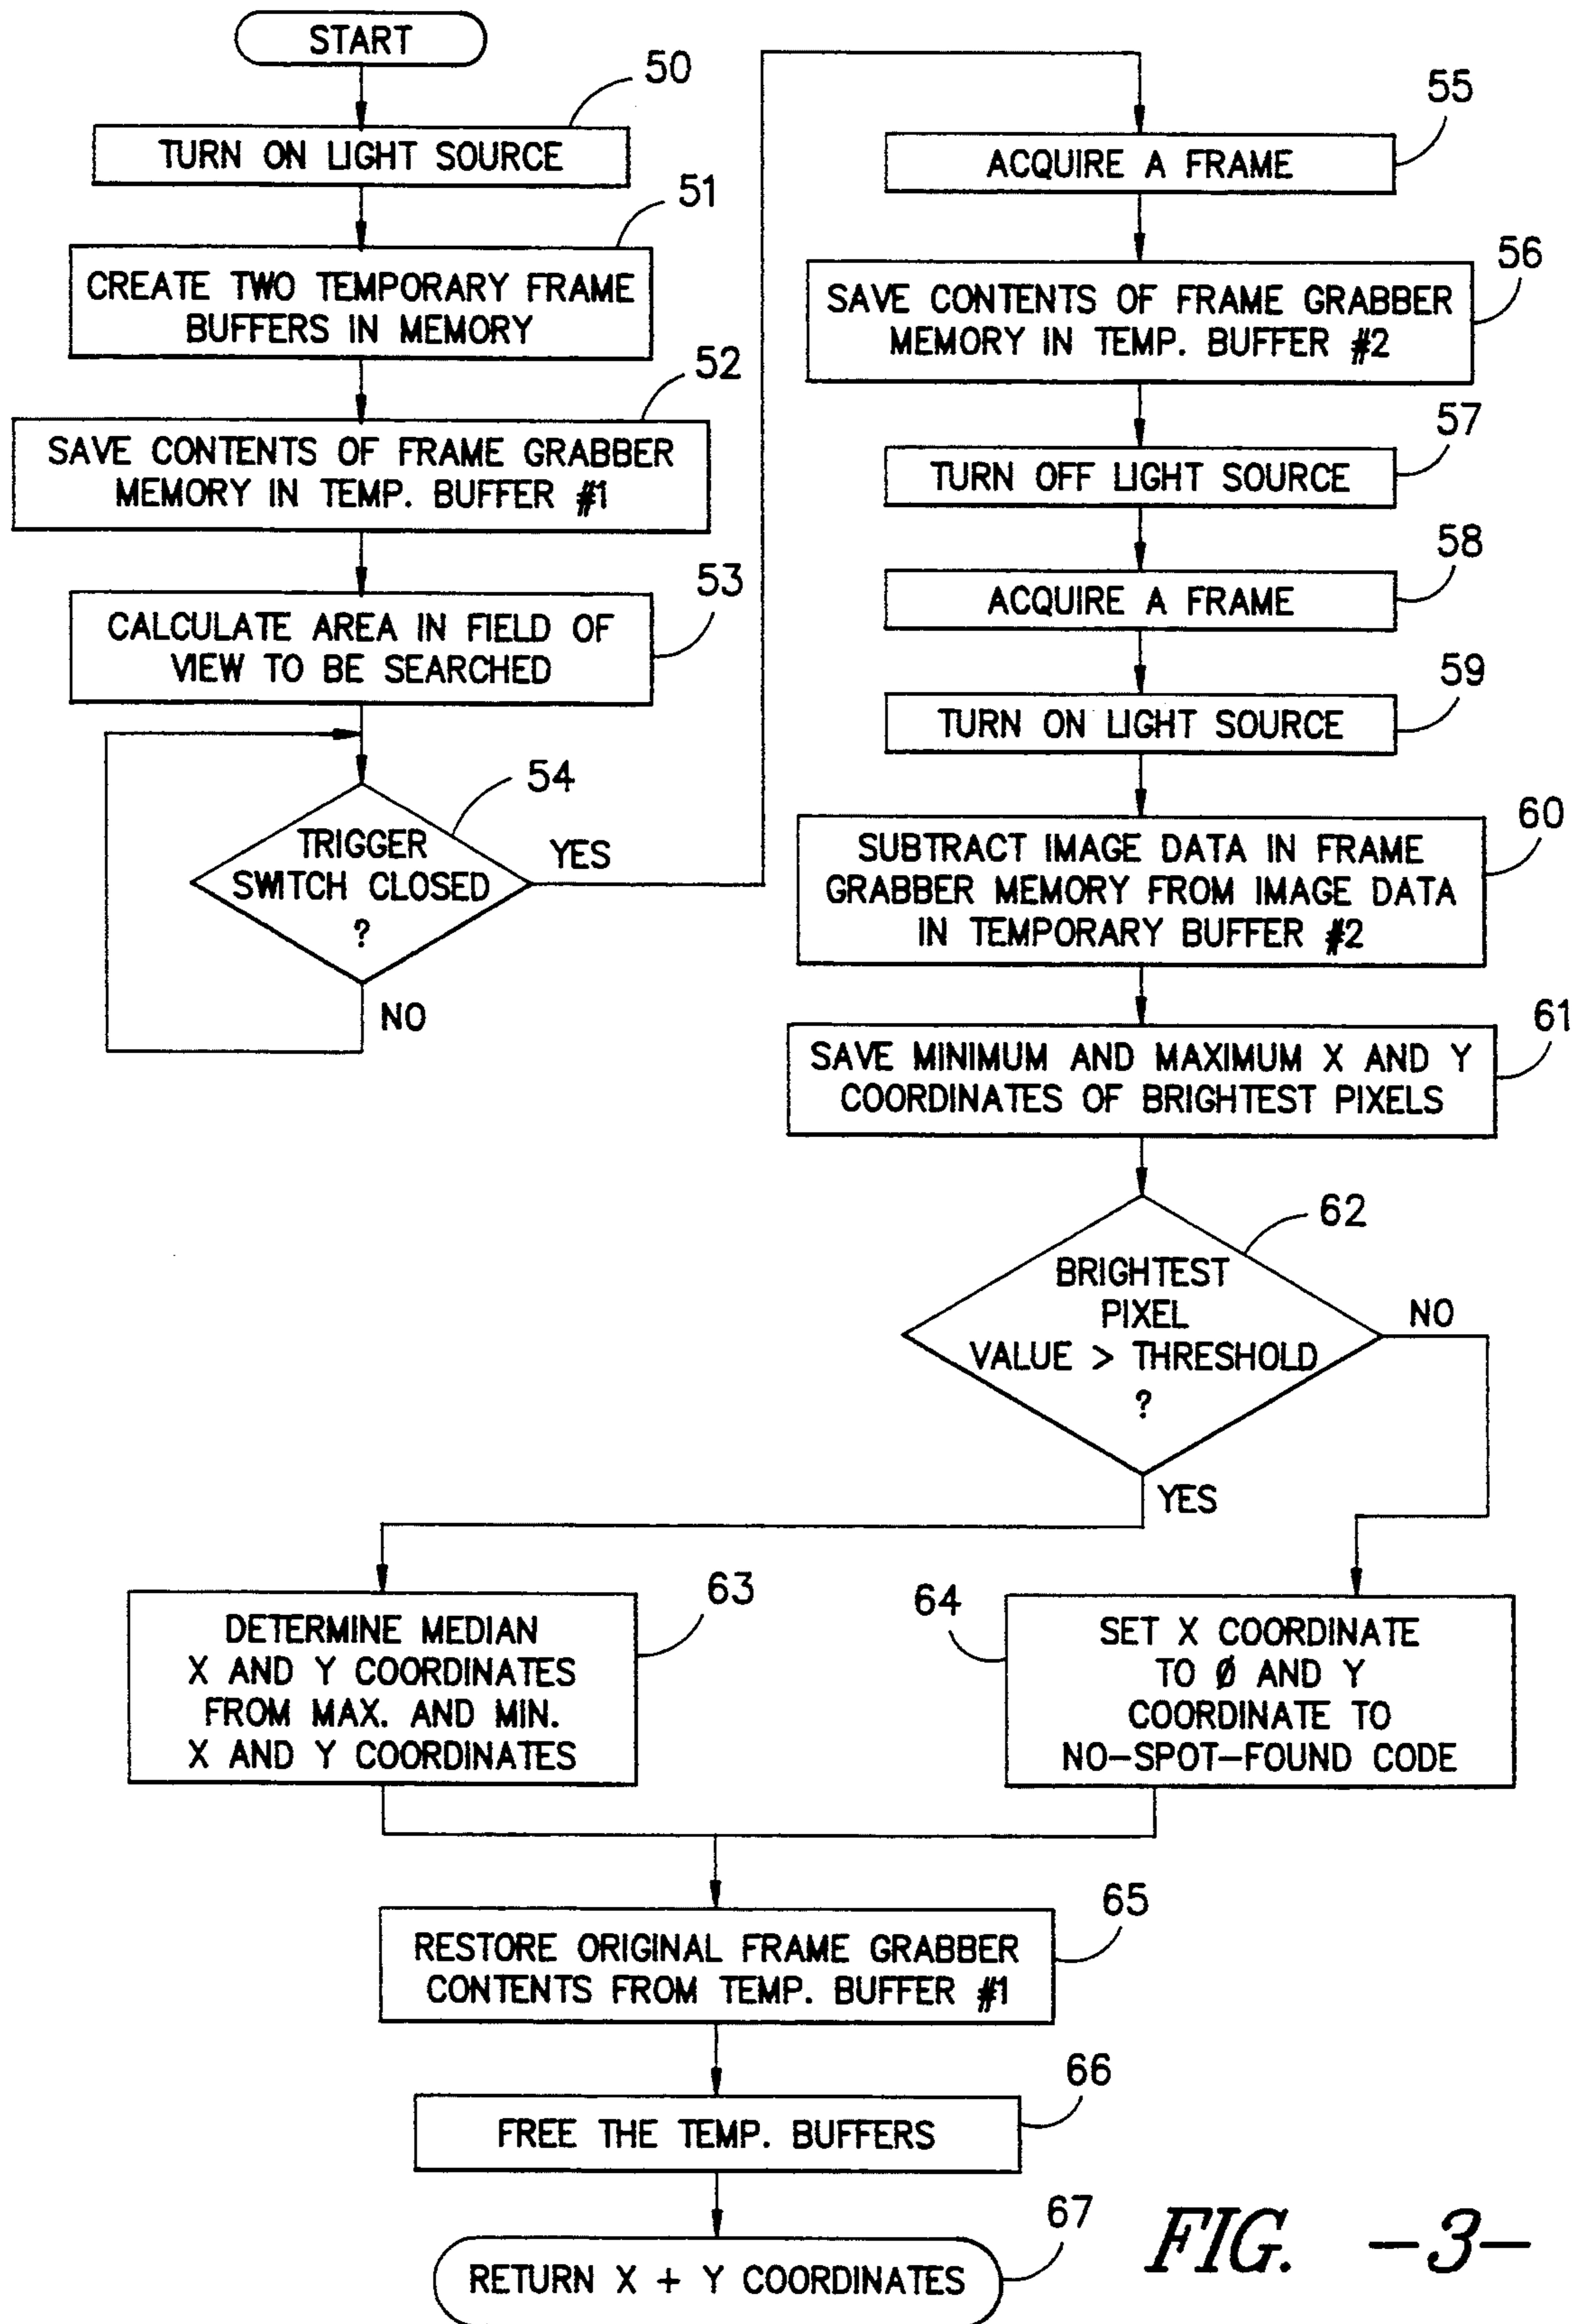 START
50
TURN ON LIGHT SOURCE
51
CREATE TWO TEMPORARY FRAME
BUFFERS IN MEMORY
52
SAVE CONTENTS OF FRAME GRABBER
MEMORY IN TEMP. BUFFER #1
53
CALCULATE AREA IN FIELD OF
VIEW TO BE SEARCHED
54
TRIGGER
SWITCH CLOSED
?
YES
NO
55
ACQUIRE A FRAME
56
SAVE CONTENTS OF FRAME GRABBER
MEMORY IN TEMP. BUFFER #2
57
TURN OFF LIGHT SOURCE
58
ACQUIRE A FRAME
59
TURN ON LIGHT SOURCE
60
SUBTRACT IMAGE DATA IN FRAME
GRABBER MEMORY FROM IMAGE DATA
IN TEMPORARY BUFFER #2
61
SAVE MINIMUM AND MAXIMUM X AND Y
COORDINATES OF BRIGHTEST PIXELS
62
BRIGHTEST
PIXEL
VALUE > THRESHOLD
?
NO
YES
63
DETERMINE MEDIAN
X AND Y COORDINATES
FROM MAX. AND MIN.
X AND Y COORDINATES
64
SET X COORDINATE
TO Ø AND Y
COORDINATE TO
NO-SPOT-FOUND CODE
65
RESTORE ORIGINAL FRAME GRABBER
CONTENTS FROM TEMP. BUFFER #1
66
FREE THE TEMP. BUFFERS
67
RETURN X + Y COORDINATES
FIG. -3-